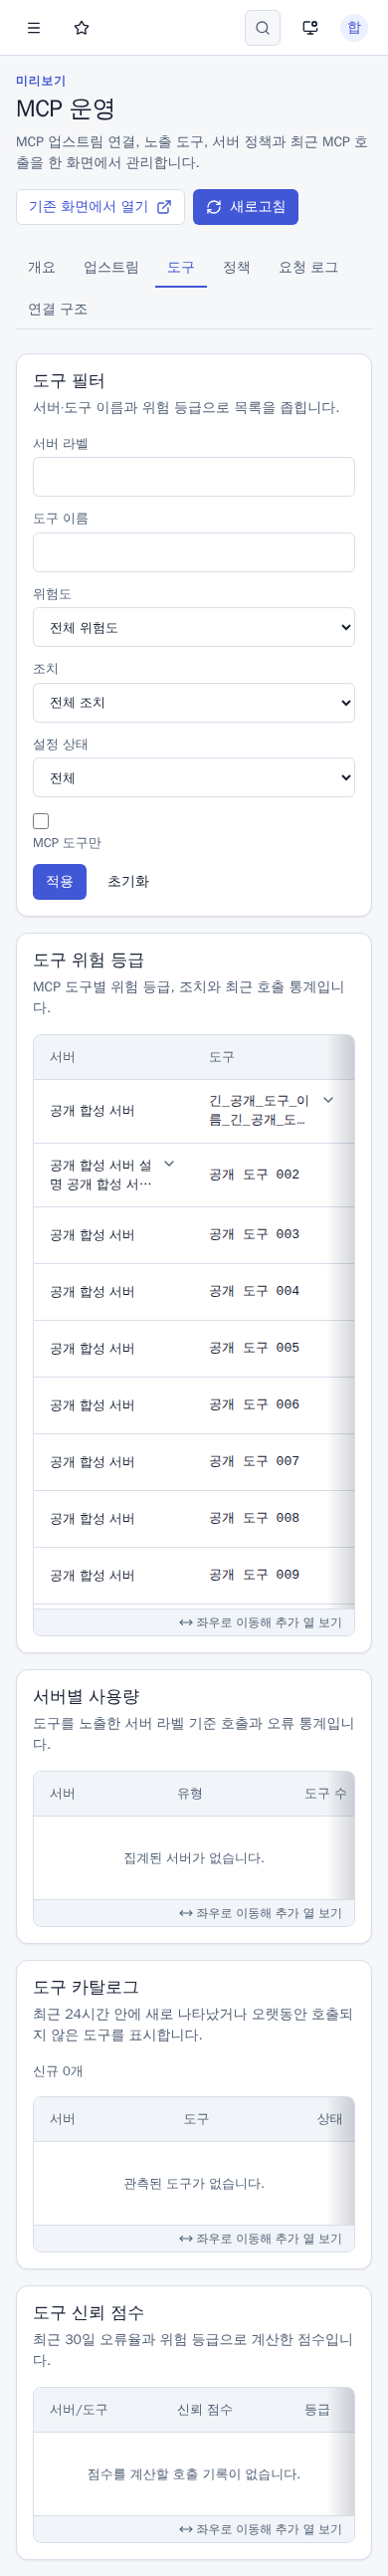 합
미리보기
MCP 운영
MCP 업스트림 연결, 노출 도구, 서버 정책과 최근 MCP 호
출을 한 화면에서 관리합니다.
기존 화면에서 열기
새로고침
개요 업스트림 도구 정책 요청 로그
연결 구조
도구 필터
서버·도구 이름과 위험 등급으로 목록을 좁힙니다.
서버 라벨
도구 이름
위험도
전체 위험도
조치
전체 조치
설정 상태
전체
MCP 도구만
적용 초기화
도구 위험 등급
MCP 도구별 위험 등급, 조치와 최근 호출 통계입니
다.
서버 도구
공개 합성 서버 긴_공개_도구_이
름_긴_공개_도…
공개 합성 서버 설
명 공개 합성 서… 공개 도구 002
공개 합성 서버 공개 도구 003
공개 합성 서버 공개 도구 004
공개 합성 서버 공개 도구 005
공개 합성 서버 공개 도구 006
공개 합성 서버 공개 도구 007
공개 합성 서버 공개 도구 008
공개 합성 서버 공개 도구 009
좌우로 이동해 추가 열 보기
서버별 사용량
도구를 노출한 서버 라벨 기준 호출과 오류 통계입니
다.
서버 유형 도구 수
집계된 서버가 없습니다.
좌우로 이동해 추가 열 보기
도구 카탈로그
최근 24시간 안에 새로 나타났거나 오랫동안 호출되
지 않은 도구를 표시합니다.
신규 0개
서버 도구 상태
관측된 도구가 없습니다.
좌우로 이동해 추가 열 보기
도구 신뢰 점수
최근 30일 오류율과 위험 등급으로 계산한 점수입니
다.
서버/도구 신뢰 점수 등급
점수를 계산할 호출 기록이 없습니다.
좌우로 이동해 추가 열 보기